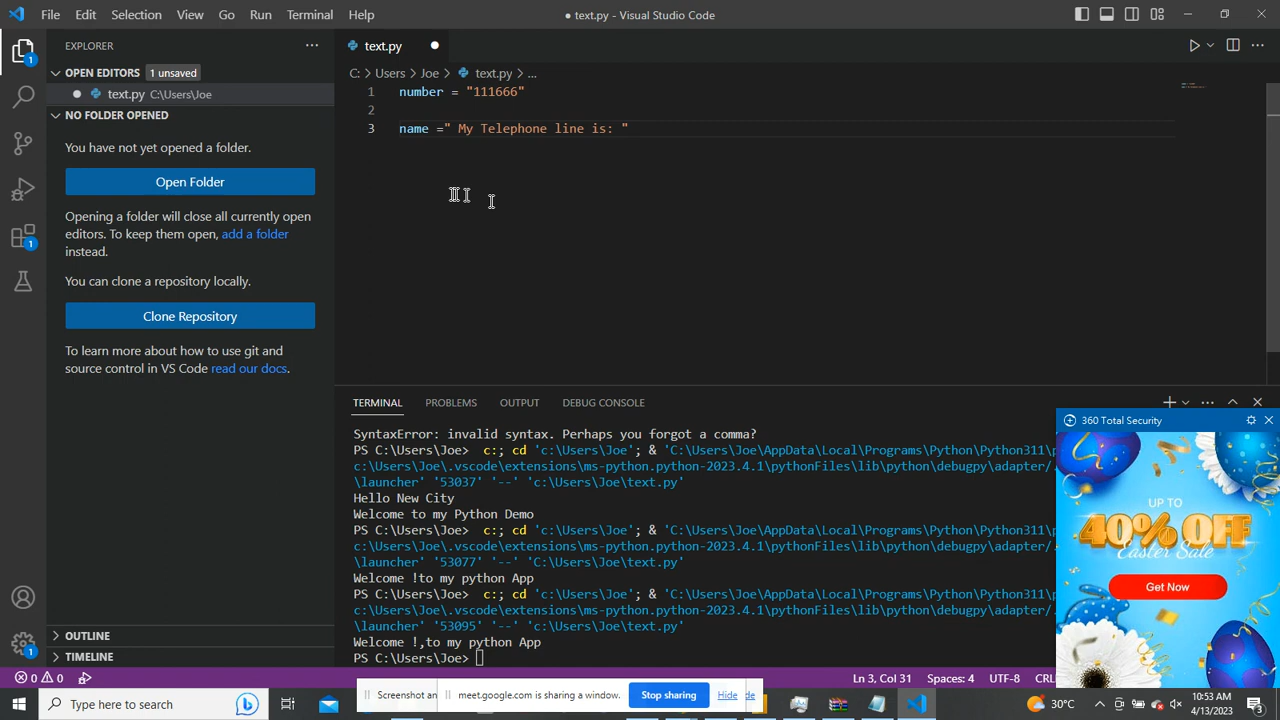 File Edit Selection View Go Run Terminal Help
● text.py - Visual Studio Code
EXPLORER
OPEN EDITORS 1 unsaved
text.py C:\Users\Joe
NO FOLDER OPENED
You have not yet opened a folder.
Open Folder
Opening a folder will close all currently open
editors. To keep them open, add a folder
instead.
You can clone a repository locally.
Clone Repository
To learn more about how to use git and
source control in VS Code read our docs.
OUTLINE
TIMELINE
1
1
1
text.py
C: > Users > Joe > text.py > ...
1 number = "111666"
2
3 name =" My Telephone line is: "
TERMINAL PROBLEMS OUTPUT DEBUG CONSOLE
SyntaxError: invalid syntax. Perhaps you forgot a comma?
PS C:\Users\Joe> c:; cd 'c:\Users\Joe'; & 'C:\Users\Joe\AppData\Local\Programs\Python\Python311\p
c:\Users\Joe\.vscode\extensions\ms-python.python-2023.4.1\pythonFiles\lib\python\debugpy\adapter/.
\launcher' '53037' '--' 'c:\Users\Joe\text.py'
Hello New City
Welcome to my Python Demo
PS C:\Users\Joe> c:; cd 'c:\Users\Joe'; & 'C:\Users\Joe\AppData\Local\Programs\Python\Python311\p
c:\Users\Joe\.vscode\extensions\ms-python.python-2023.4.1\pythonFiles\lib\python\debugpy\adapter/.
\launcher' '53077' '--' 'C:\Users\Joe\text.py'
Welcome !to my python App
PS C:\Users\Joe> c:; cd 'c:\Users\Joe'; & 'C:\Users\Joe\AppData\Local\Programs\Python\Python311\p
c:\Users\Joe\.vscode\extensions\ms-python.python-2023.4.1\pythonFiles\lib\python\debugpy\adapter/.
\launcher' '53095' '--' 'c:\Users\Joe\text.py'
Welcome !,to my python App
PS C:\Users\Joe>
360 Total Security
UP TO
40% OFF
Easter Sale
Get Now
0 0 Ln 3, Col 31 Spaces: 4 UTF-8 CRL
Screenshot an meet.google.com is sharing a window. Stop sharing Hide de
Type here to search
30°C
10:53 AM
4/13/2023
3